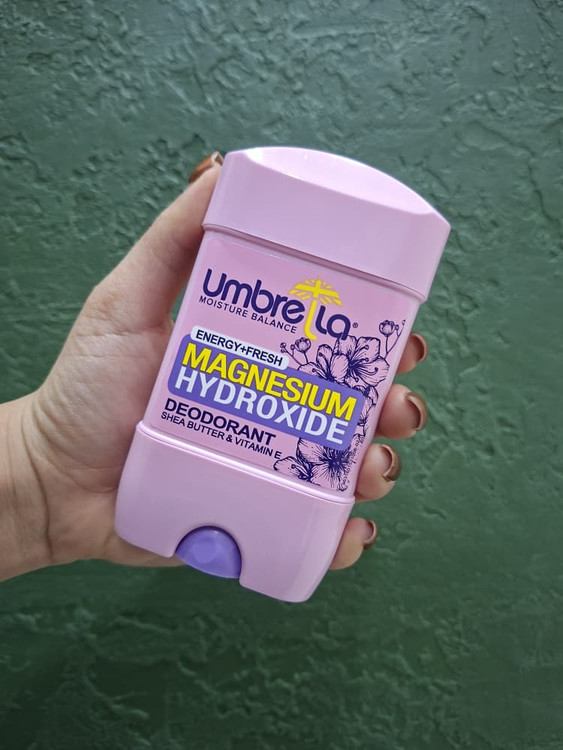 umbrella®
MOISTURE BALANCE
ENERGY+FRESH
MAGNESIUM
HYDROXIDE
DEODORANT
SHEA BUTTER & VITAMIN E